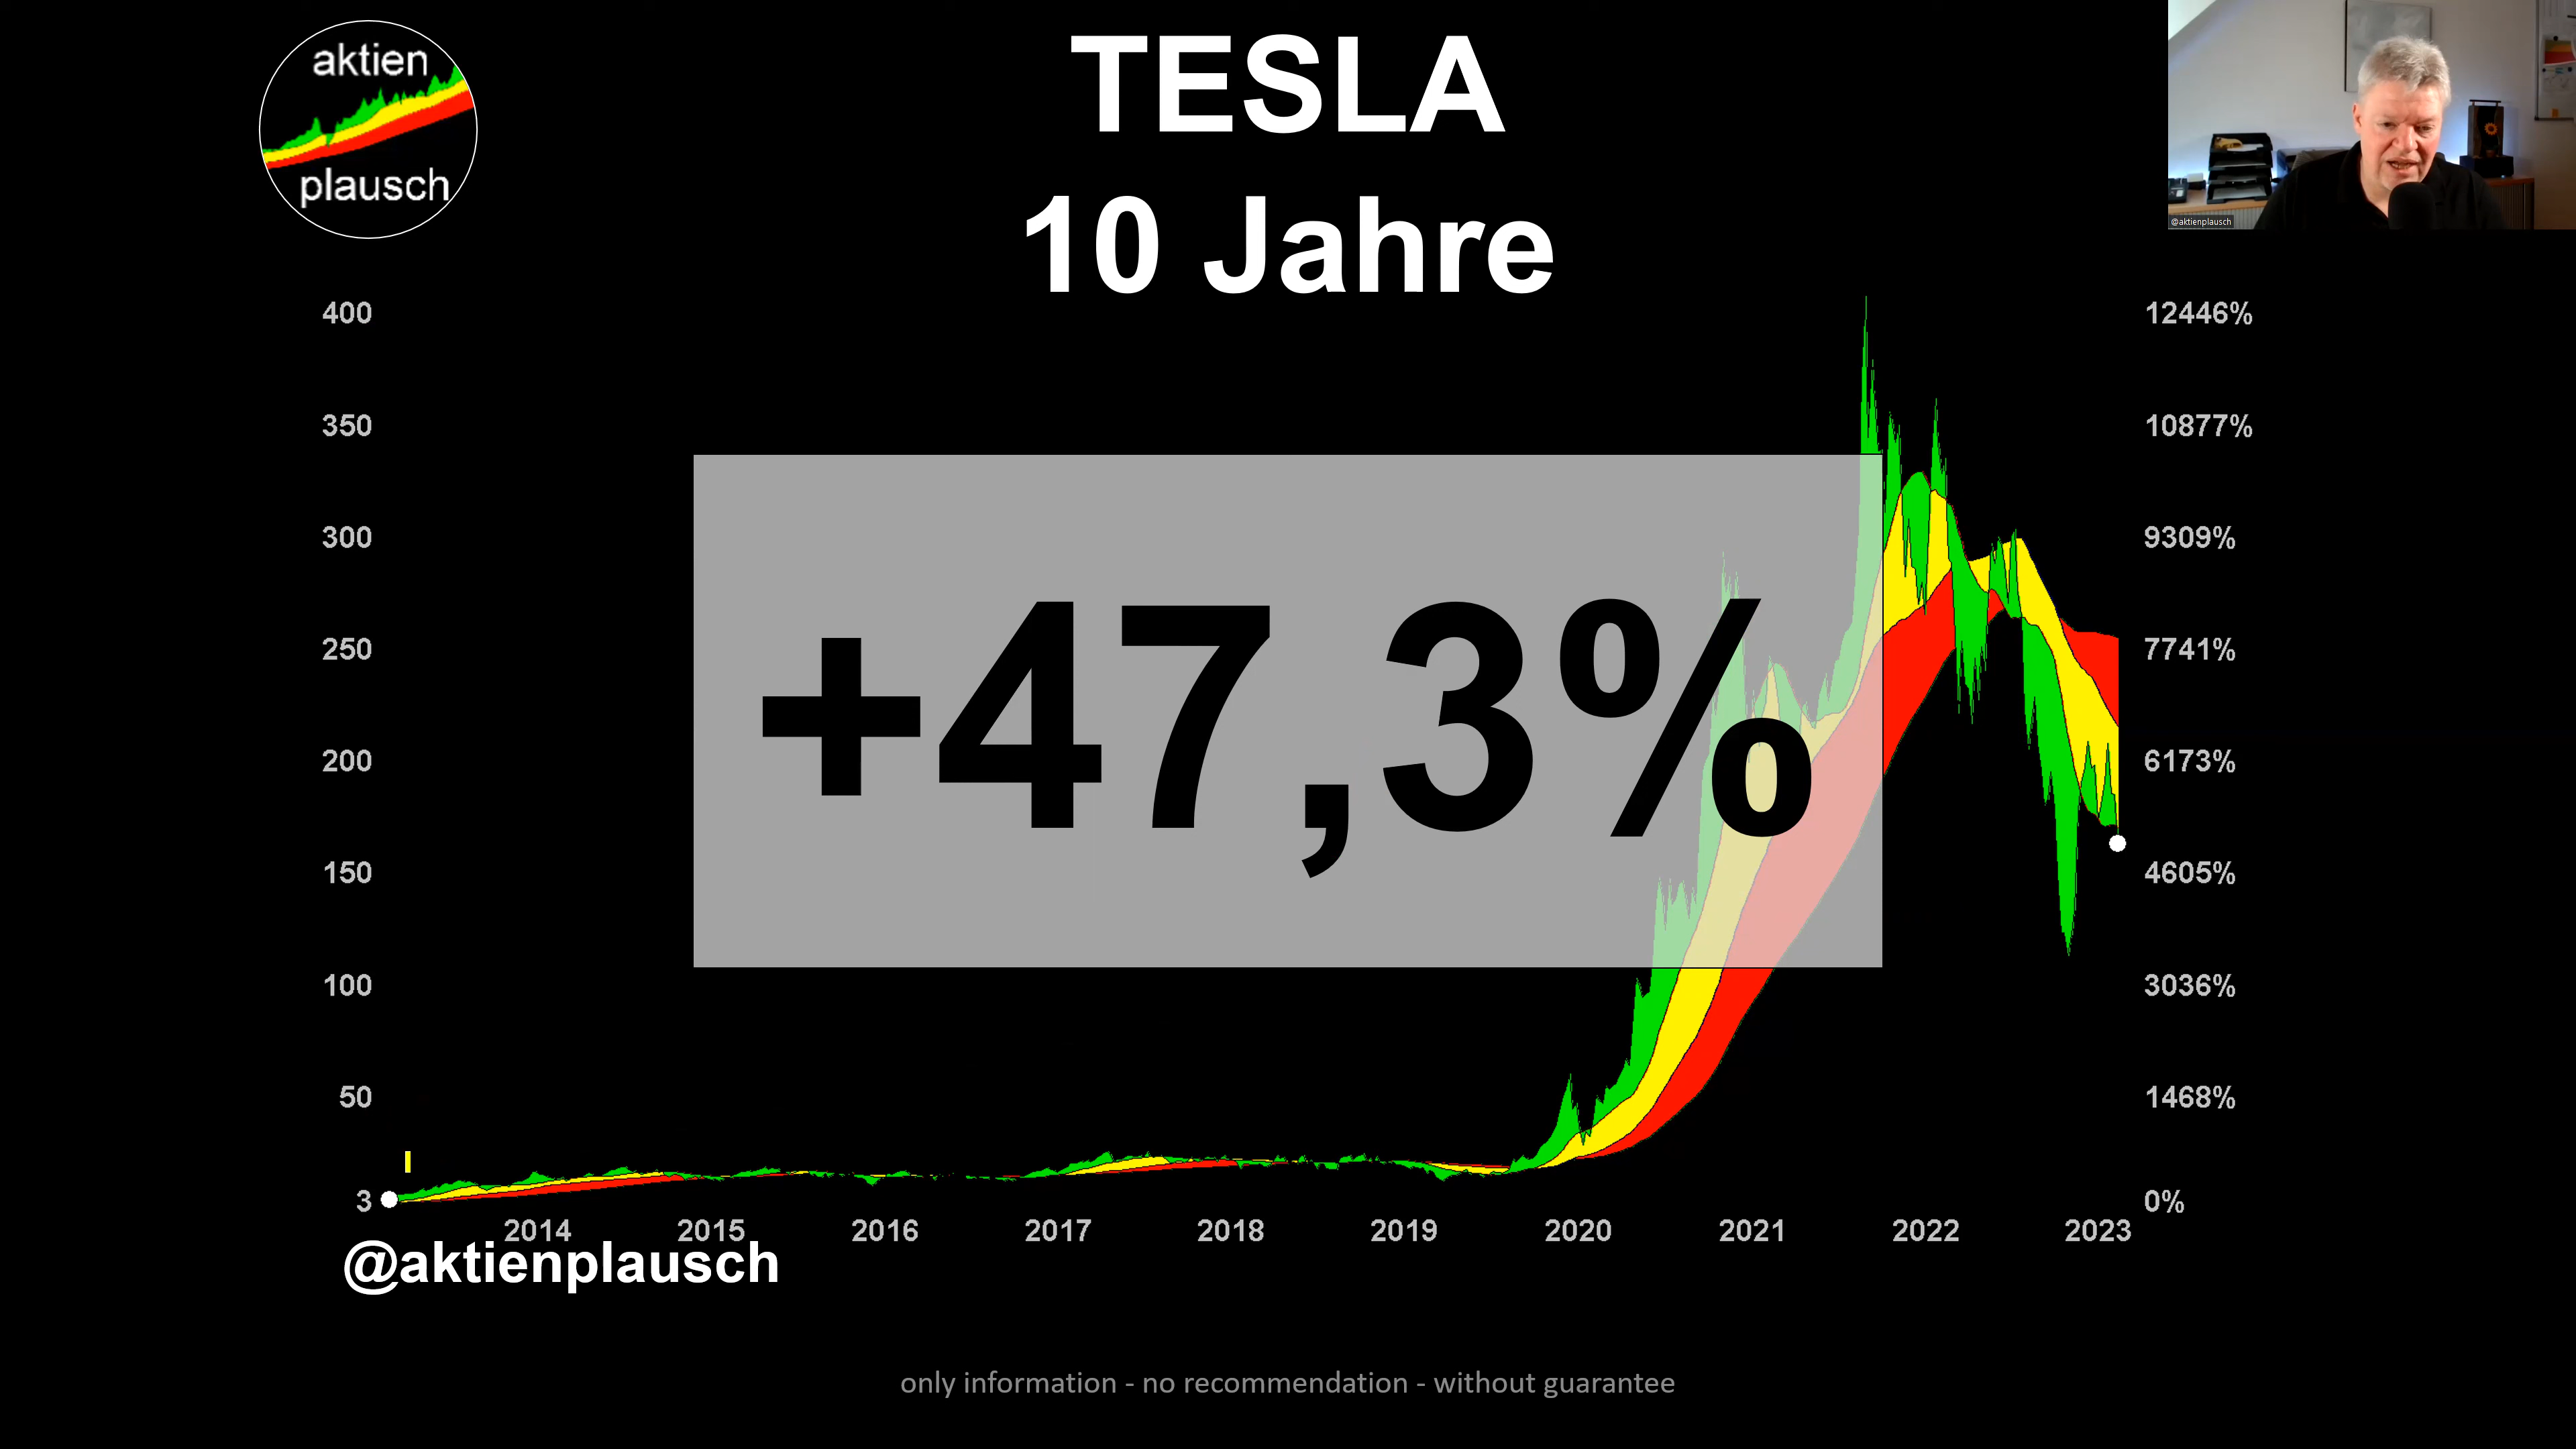 aktien
plausch
TESLA
10 Jahre
@aktienplausch
400
350
300
250
200
150
100
50
3
12446%
10877%
9309%
7741%
6173%
4605%
3036%
1468%
0%
+47,3%
2014 2015 2016 2017 2018 2019 2020 2021 2022 2023
@aktienplausch
only information - no recommendation - without guarantee